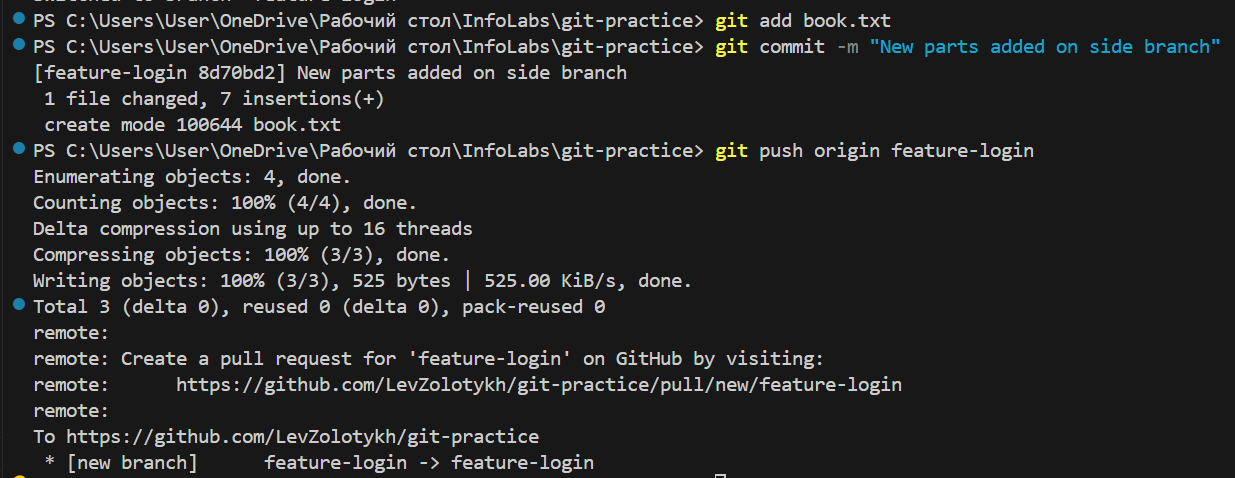 PS C:\Users\User\OneDrive\Рабочий стол\InfoLabs\git-practice> git add book.txt
PS C:\Users\User\OneDrive\Рабочий стол\InfoLabs\git-practice> git commit -m "New parts added on side branch"
[feature-login 8d70bd2] New parts added on side branch
 1 file changed, 7 insertions(+)
 create mode 100644 book.txt
PS C:\Users\User\OneDrive\Рабочий стол\InfoLabs\git-practice> git push origin feature-login
Enumerating objects: 4, done.
Counting objects: 100% (4/4), done.
Delta compression using up to 16 threads
Compressing objects: 100% (3/3), done.
Writing objects: 100% (3/3), 525 bytes | 525.00 KiB/s, done.
Total 3 (delta 0), reused 0 (delta 0), pack-reused 0
remote:
remote: Create a pull request for 'feature-login' on GitHub by visiting:
remote:      https://github.com/LevZolotykh/git-practice/pull/new/feature-login
remote:
To https://github.com/LevZolotykh/git-practice
 * [new branch]      feature-login -> feature-login